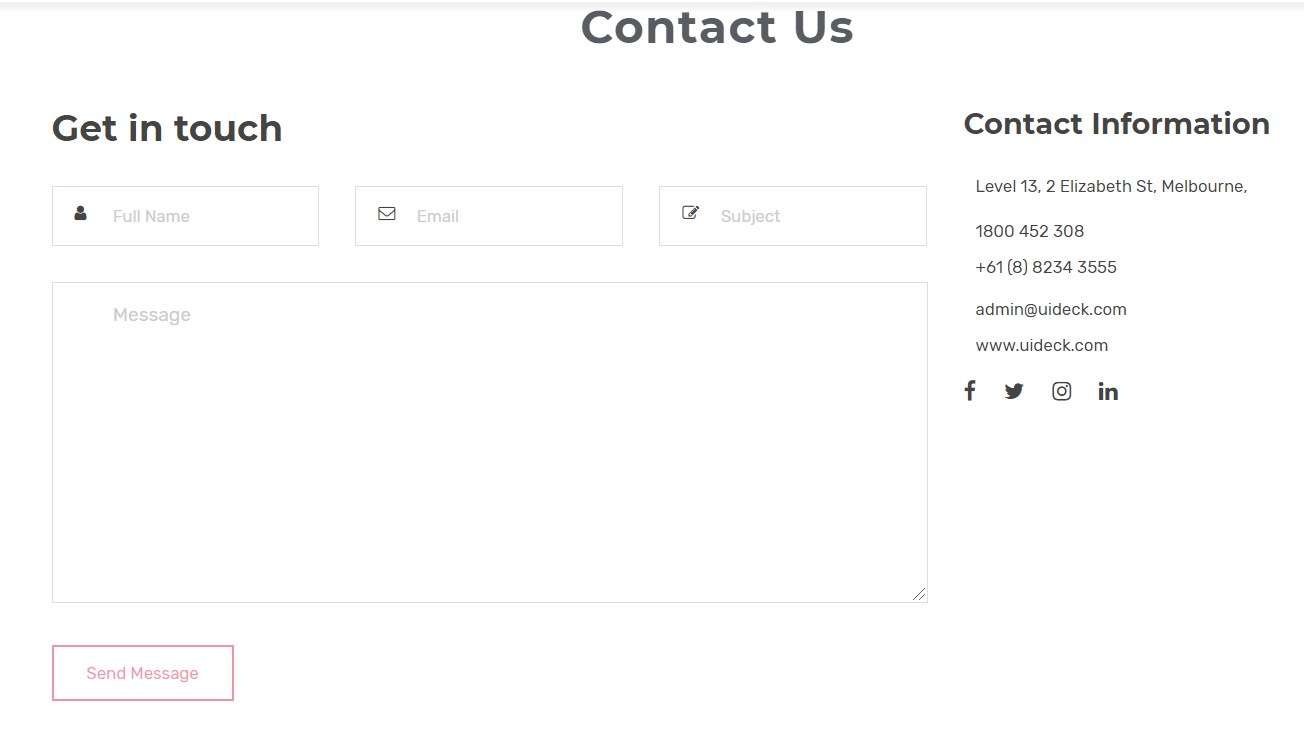 Contact Us
Get in touch
Full Name
Email
Subject
Message
Send Message
Contact Information
Level 13, 2 Elizabeth St, Melbourne,
1800 452 308
+61 (8) 8234 3555
admin@uideck.com
www.uideck.com